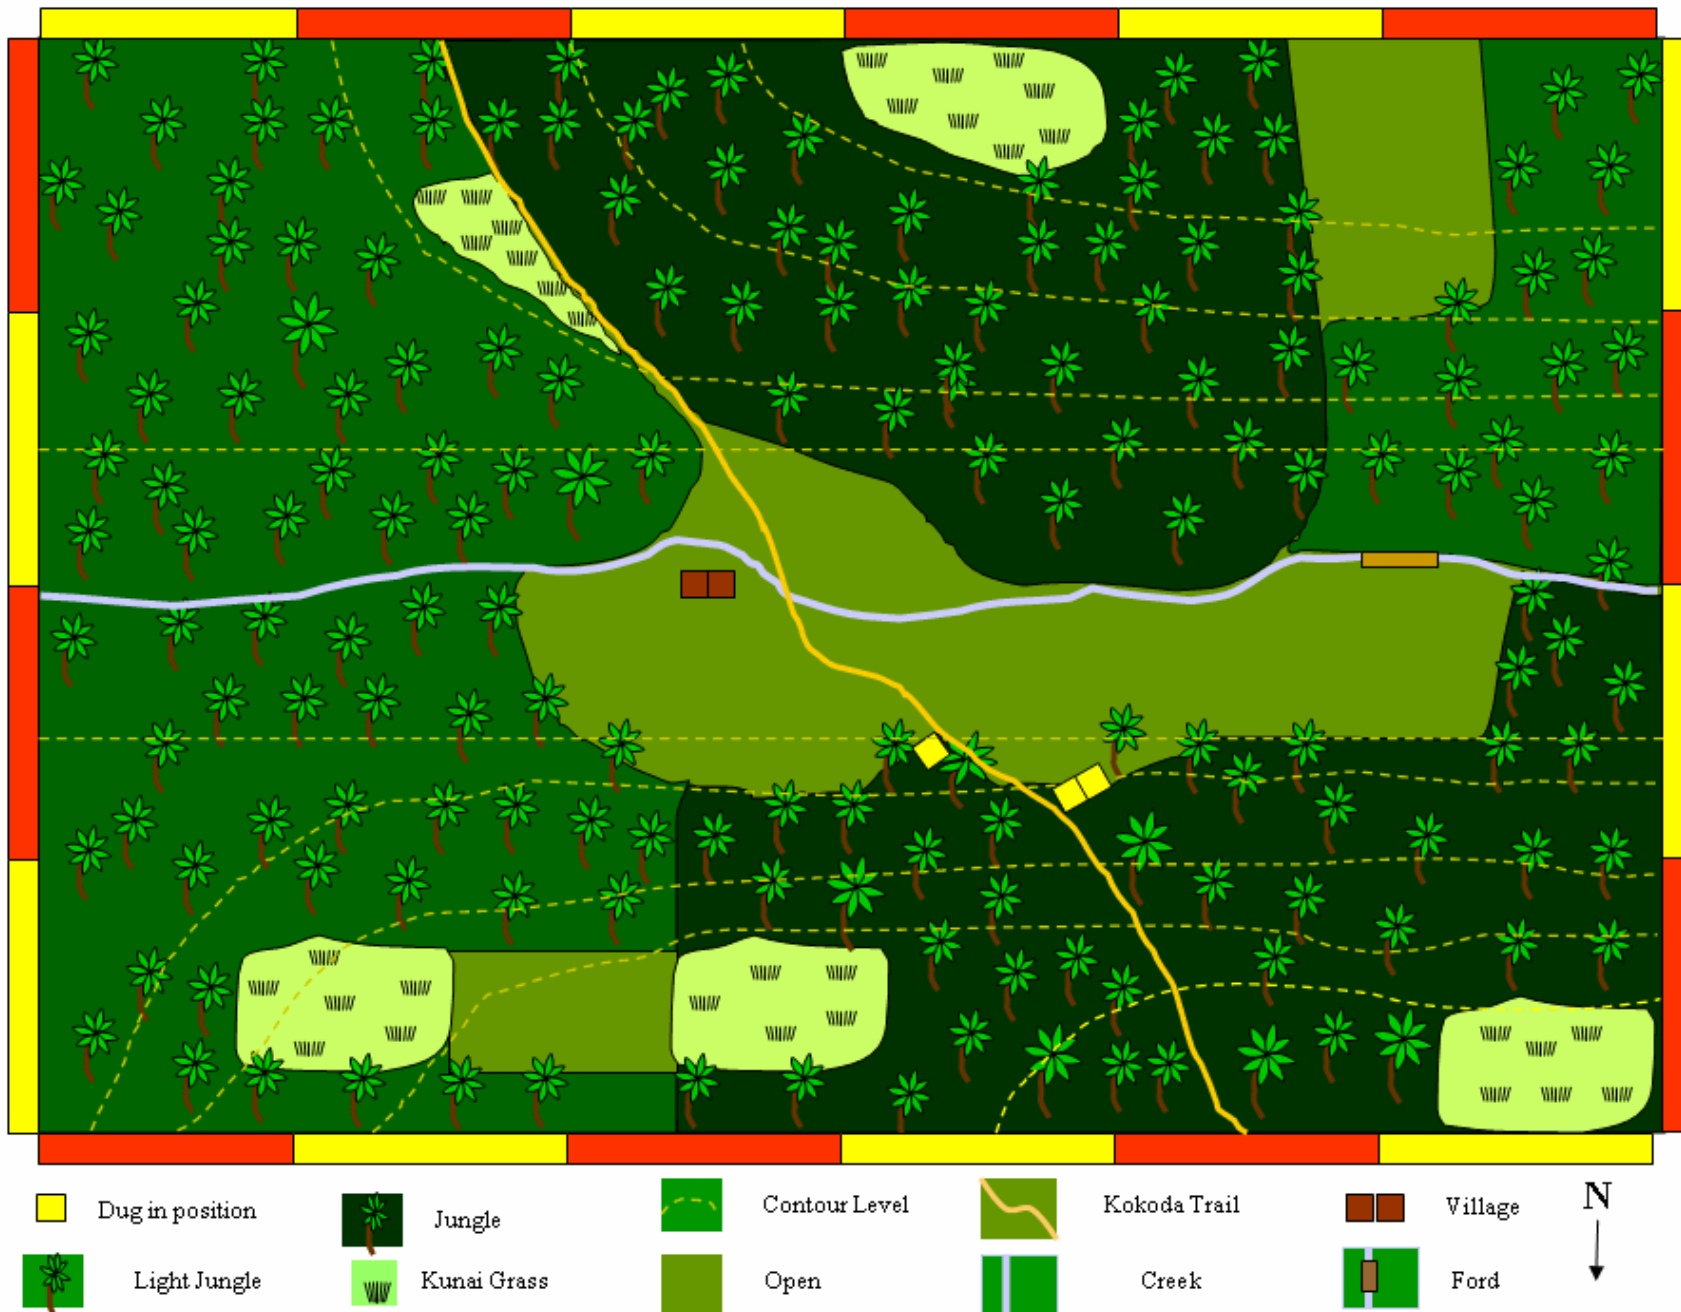 Dug in position
Jungle
Contour Level
Kokoda Trail
Village
N
Light Jungle
Kunai Grass
Open
Creek
Ford